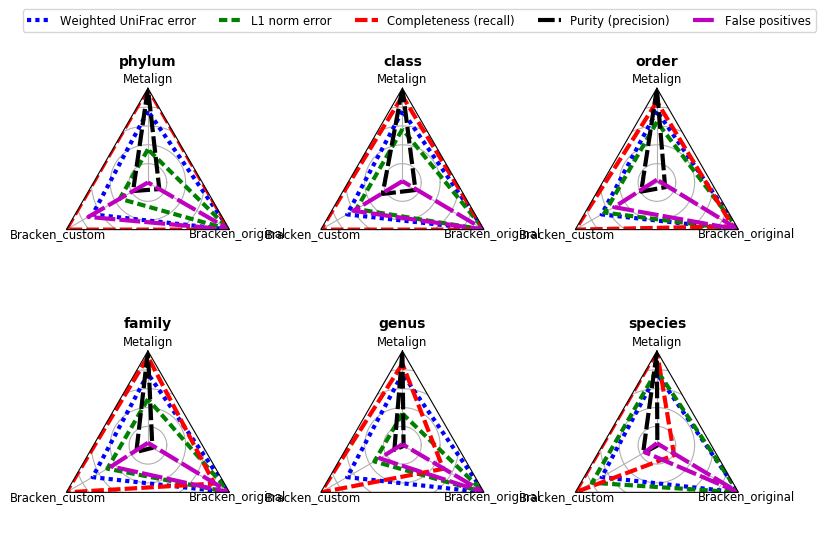 Weighted UniFrac error L1 norm error Completeness (recall) Purity (precision) False positives
phylum class order
Metalign Metalign Metalign
Bracken_custom Bracken_original Bracken_custom Bracken_original Bracken_custom Bracken_original
family genus species
Metalign Metalign Metalign
Bracken_custom Bracken_original Bracken_custom Bracken_original Bracken_custom Bracken_original